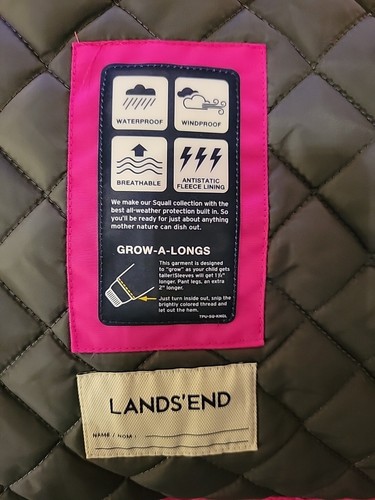 WATERPROOF
WINDPROOF
BREATHABLE
ANTISTATIC
FLEECE LINING
We make our Squall collection with the
best all-weather protection built in. So
you'll be ready for just about anything
mother nature can dish out.
GROW-A-LONGS
This garment is designed
to "grow" as your child gets
taller!Sleeves will get 1½"
longer. Pant legs, an extra
2" longer.
Just turn inside out, snip the
brightly colored thread and
let out the hem.
LANDS'END
NAME / NOM :